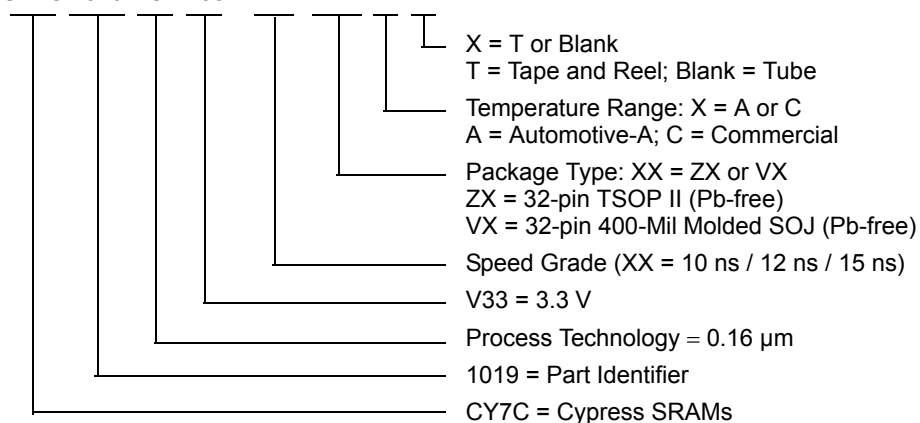 X = T or Blank
T = Tape and Reel; Blank = Tube
Temperature Range: X = A or C
A = Automotive-A; C = Commercial
Package Type: XX = ZX or VX
ZX = 32-pin TSOP II (Pb-free)
VX = 32-pin 400-Mil Molded SOJ (Pb-free)
Speed Grade (XX = 10 ns / 12 ns / 15 ns)
V33 = 3.3 V
Process Technology = 0.16 µm
1019 = Part Identifier
CY7C = Cypress SRAMs